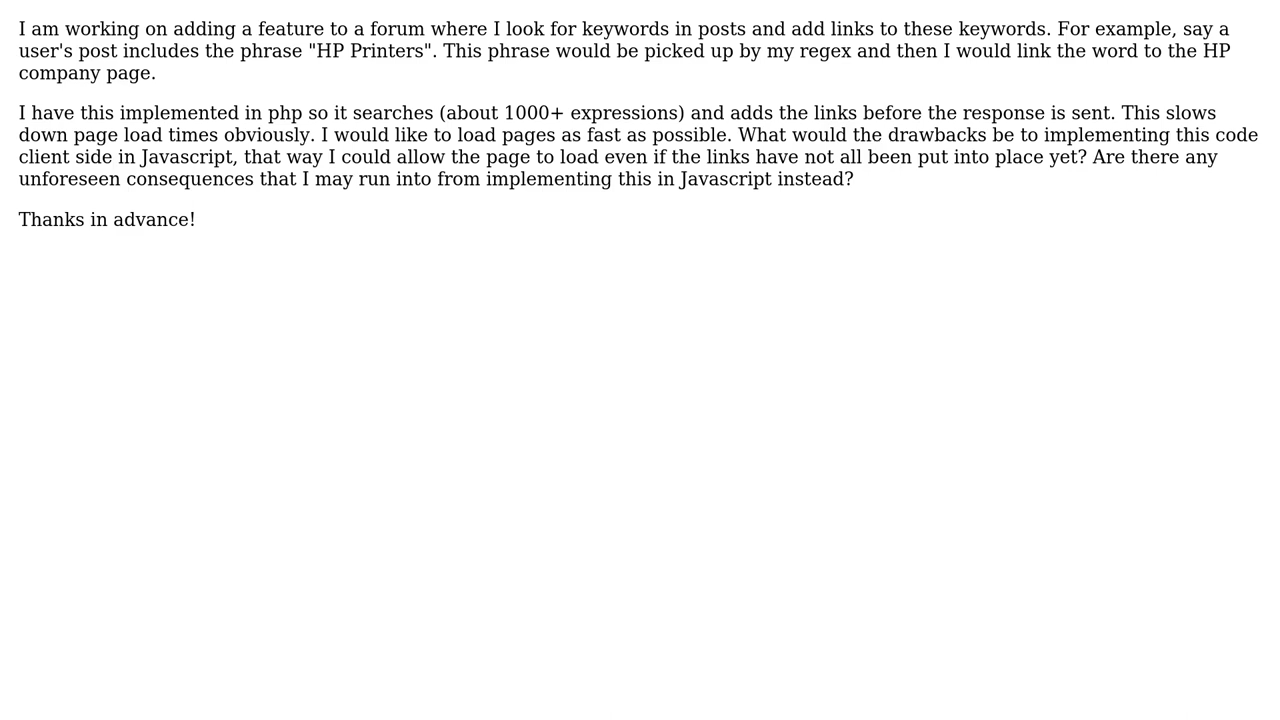 I am working on adding a feature to a forum where I look for keywords in posts and add links to these keywords. For example, say a
user's post includes the phrase "HP Printers". This phrase would be picked up by my regex and then I would link the word to the HP
company page.
I have this implemented in php so it searches (about 1000+ expressions) and adds the links before the response is sent. This slows
down page load times obviously. I would like to load pages as fast as possible. What would the drawbacks be to implementing this code
client side in Javascript, that way I could allow the page to load even if the links have not all been put into place yet? Are there any
unforeseen consequences that I may run into from implementing this in Javascript instead?
Thanks in advance!